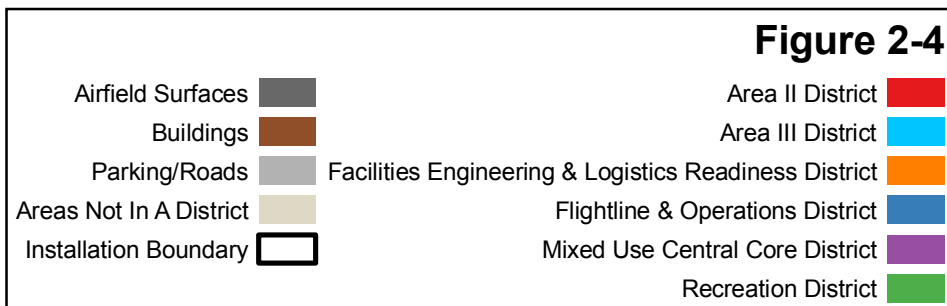 Figure 2-4
Airfield Surfaces
Buildings
Parking/Roads
Areas Not In A District
Installation Boundary
Area II District
Area III District
Facilities Engineering & Logistics Readiness District
Flightline & Operations District
Mixed Use Central Core District
Recreation District